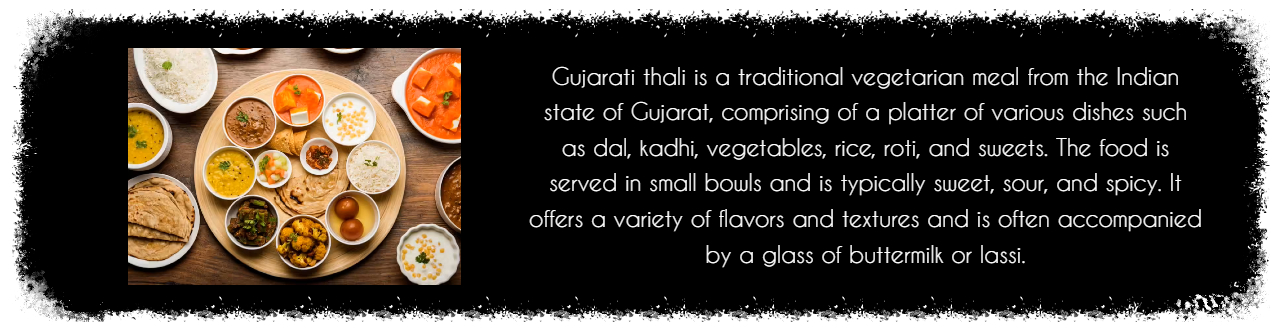 Gujarati thali is a traditional vegetarian meal from the Indian
state of Gujarat, comprising of a platter of various dishes such
as dal, kadhi, vegetables, rice, roti, and sweets. The food is
served in small bowls and is typically sweet, sour, and spicy. It
offers a variety of flavors and textures and is often accompanied
by a glass of buttermilk or lassi.